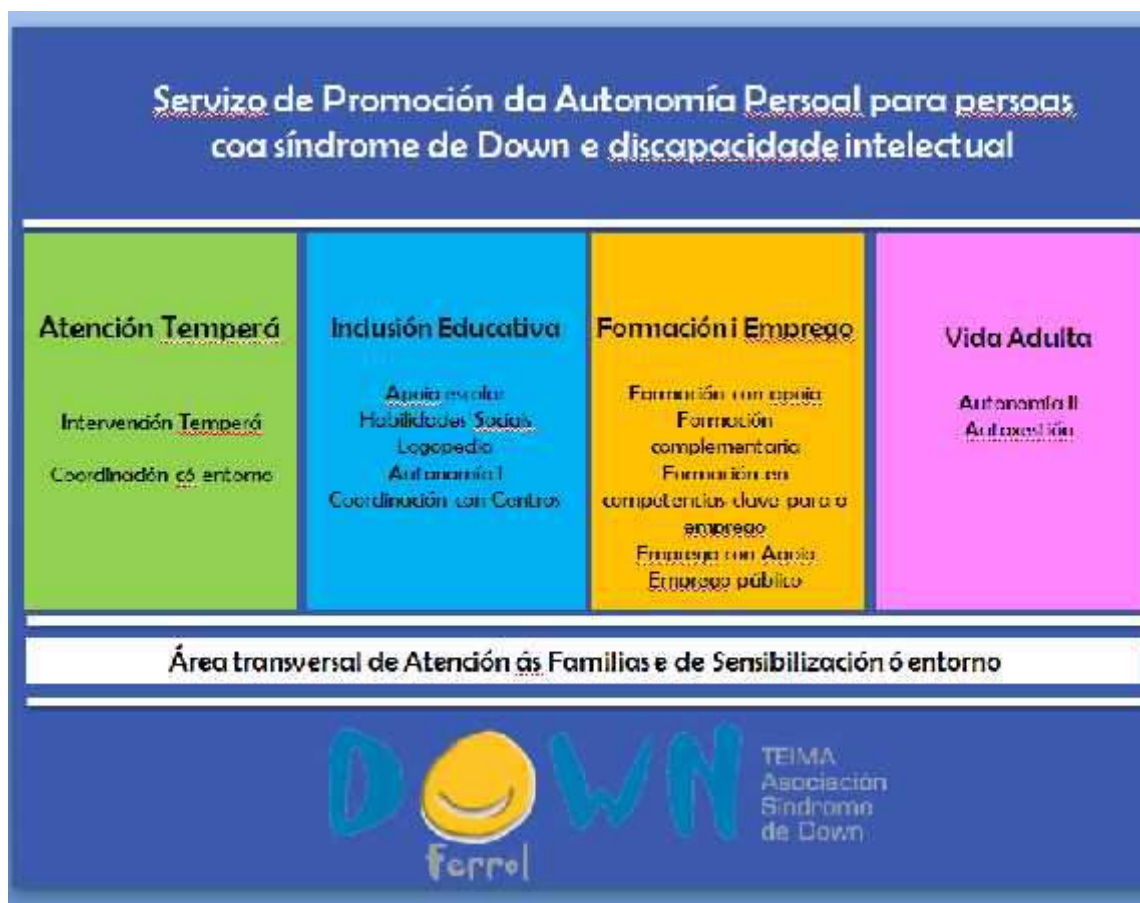 Servizo de Promoción da Autonomía Persoal para persoas
coa síndrome de Down e discapacidade intelectual
Atención Temperá
Intervención Temperá
Coordinación có entorno
Inclusión Educativa
Apoio escolar
Habilidades Sociais
Logopedia
Autonomía I
Coordinación con Centros
Formación i Emprego
Formación con apoio
Formación
complementaria
Formación en
competencias clave para o
emprego
Emprego con Apoio
Emprego público
Vida Adulta
Autonomía II
Autoxestión
Área transversal de Atención ás Familias e de Sensibilización ó entorno
DOWN
ferrol
TEIMA
Asociación
Síndrome
de Down